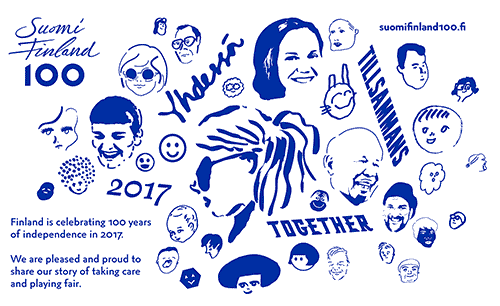 Suomi
Finland
100
suomifinland100.fi
Yhdessä
TILLSAMMANS
2017
TOGETHER
Finland is celebrating 100 years
of independence in 2017.
We are pleased and proud to
share our story of taking care
and playing fair.